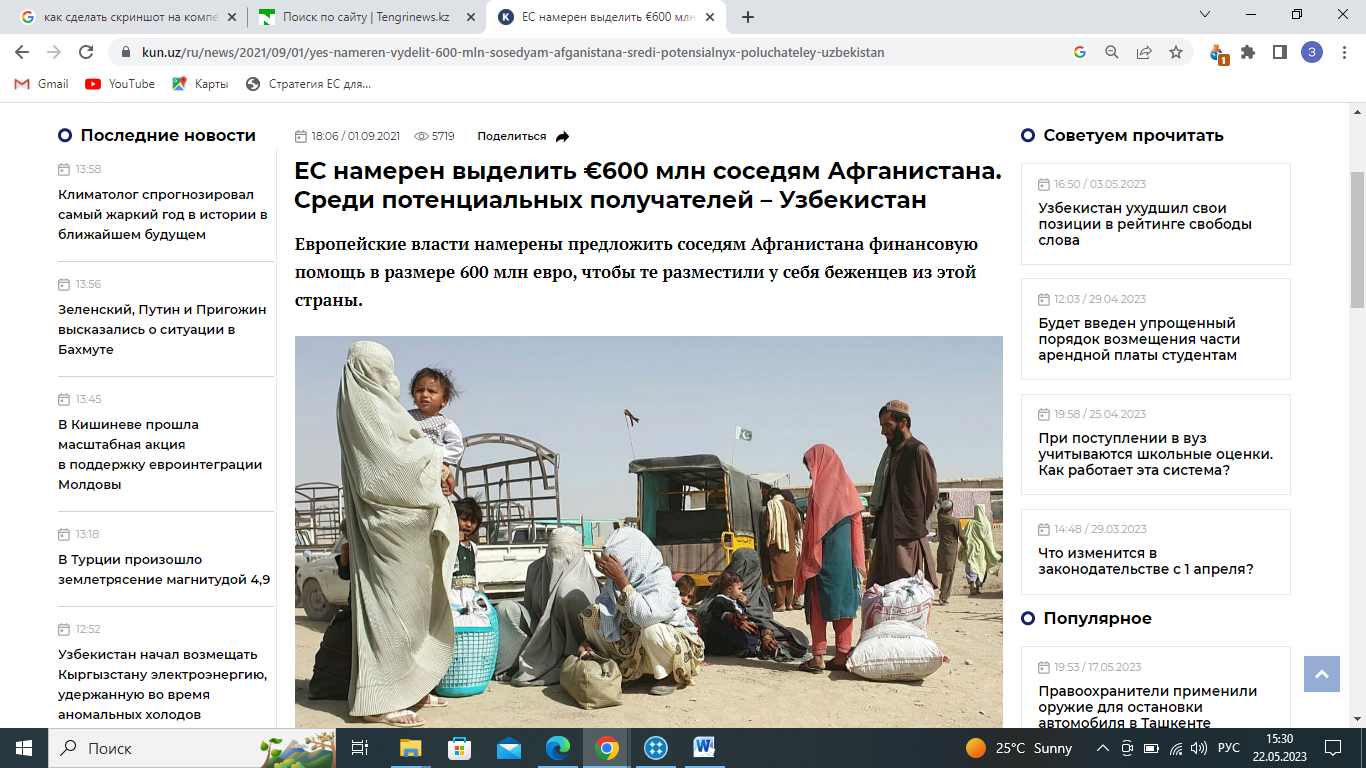 как сделать скриншот на компе
Поиск по сайту | Tengrinews.kz
ЕС намерен выделить €600 млн
kun.uz/ru/news/2021/09/01/yes-nameren-vydelit-600-mln-sosedyam-afganistana-sredi-potensialnyx-poluchateley-uzbekistan
1
З
Gmail
YouTube
Карты
Стратегия ЕС для...
Последние новости
13:58
Климатолог спрогнозировал
самый жаркий год в истории в
ближайшем будущем
13:56
Зеленский, Путин и Пригожин
высказались о ситуации в
Бахмуте
13:45
В Кишиневе прошла
масштабная акция
в поддержку евроинтеграции
Молдовы
13:18
В Турции произошло
землетрясение магнитудой 4,9
12:52
Узбекистан начал возмещать
Кыргызстану электроэнергию,
удержанную во время
аномальных холодов
18:06 / 01.09.2021 5719 Поделиться
ЕС намерен выделить €600 млн соседям Афганистана.
Среди потенциальных получателей – Узбекистан
Европейские власти намерены предложить соседям Афганистана финансовую
помощь в размере 600 млн евро, чтобы те разместили у себя беженцев из этой
страны.
Советуем прочитать
16:50 / 03.05.2023
Узбекистан ухудшил свои
позиции в рейтинге свободы
слова
12:03 / 29.04.2023
Будет введен упрощенный
порядок возмещения части
арендной платы студентам
19:58 / 25.04.2023
При поступлении в вуз
учитываются школьные оценки.
Как работает эта система?
14:48 / 29.03.2023
Что изменится в
законодательстве с 1 апреля?
Популярное
19:53 / 17.05.2023
Правоохранители применили
оружие для остановки
автомобиля в Ташкенте
Поиск
25°C Sunny
РУС
15:30
22.05.2023